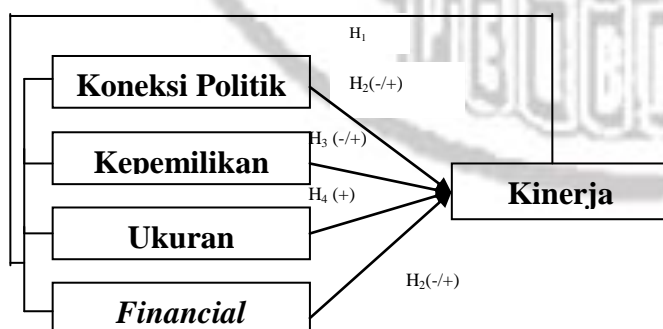 H₁
Koneksi Politik
H₂(-/+)
H₃ (-/+)
Kepemilikan
H₄ (+)
Kinerja
Ukuran
H₂(-/+)
Financial